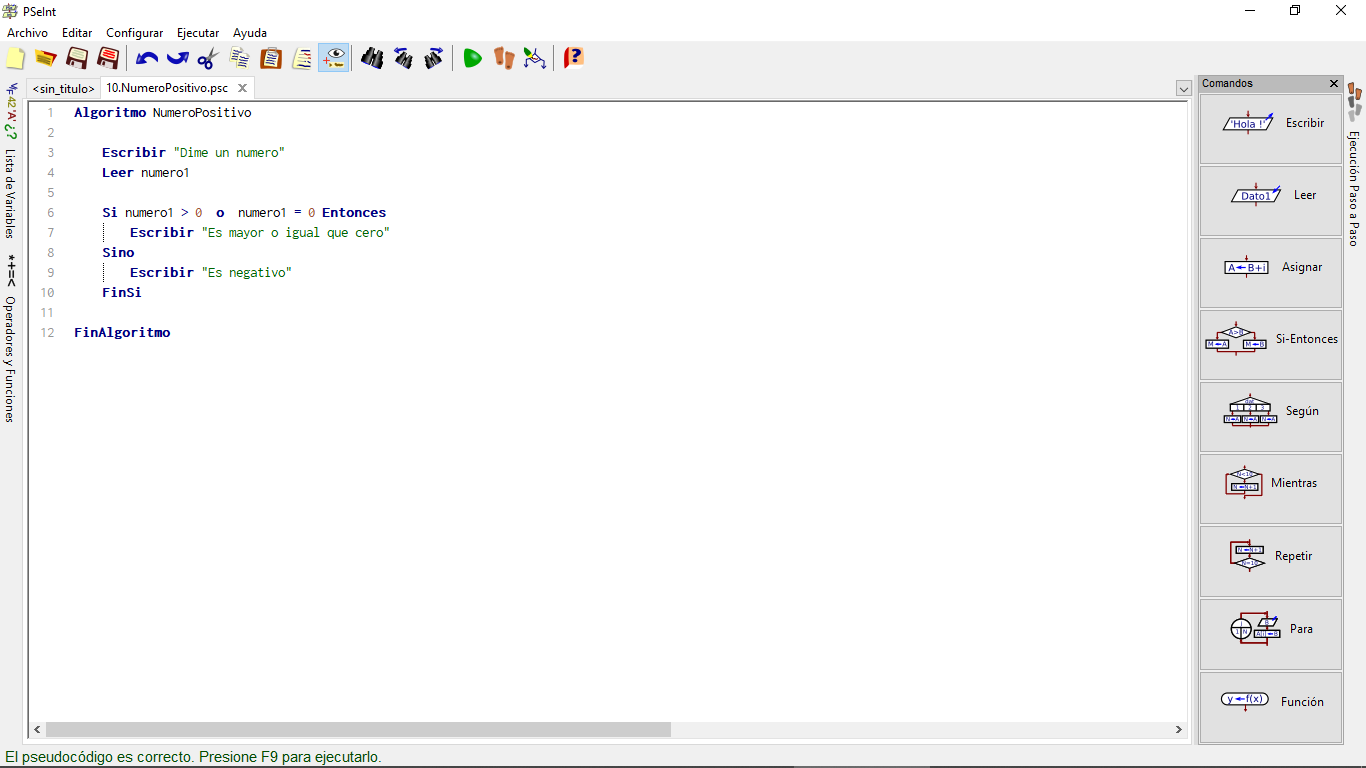 PSeInt
Archivo Editar Configurar Ejecutar Ayuda
<sin_titulo> 10.NumeroPositivo.psc
1 Algoritmo NumeroPositivo
2
3 Escribir "Dime un numero"
4 Leer numero1
5
6 Si numero1 > 0 o numero1 = 0 Entonces
7 Escribir "Es mayor o igual que cero"
8 Sino
9 Escribir "Es negativo"
10 FinSi
11
12 FinAlgoritmo
Lista de Variables
*+=< Operadores y Funciones
Comandos
'Hola !' Escribir
Dato1 Leer
A←B+i Asignar
A>B M←A M←B Si-Entonces
Según
Mientras
Repetir
Para
y←f(x) Función
Ejecución Paso a Paso
El pseudocódigo es correcto. Presione F9 para ejecutarlo.